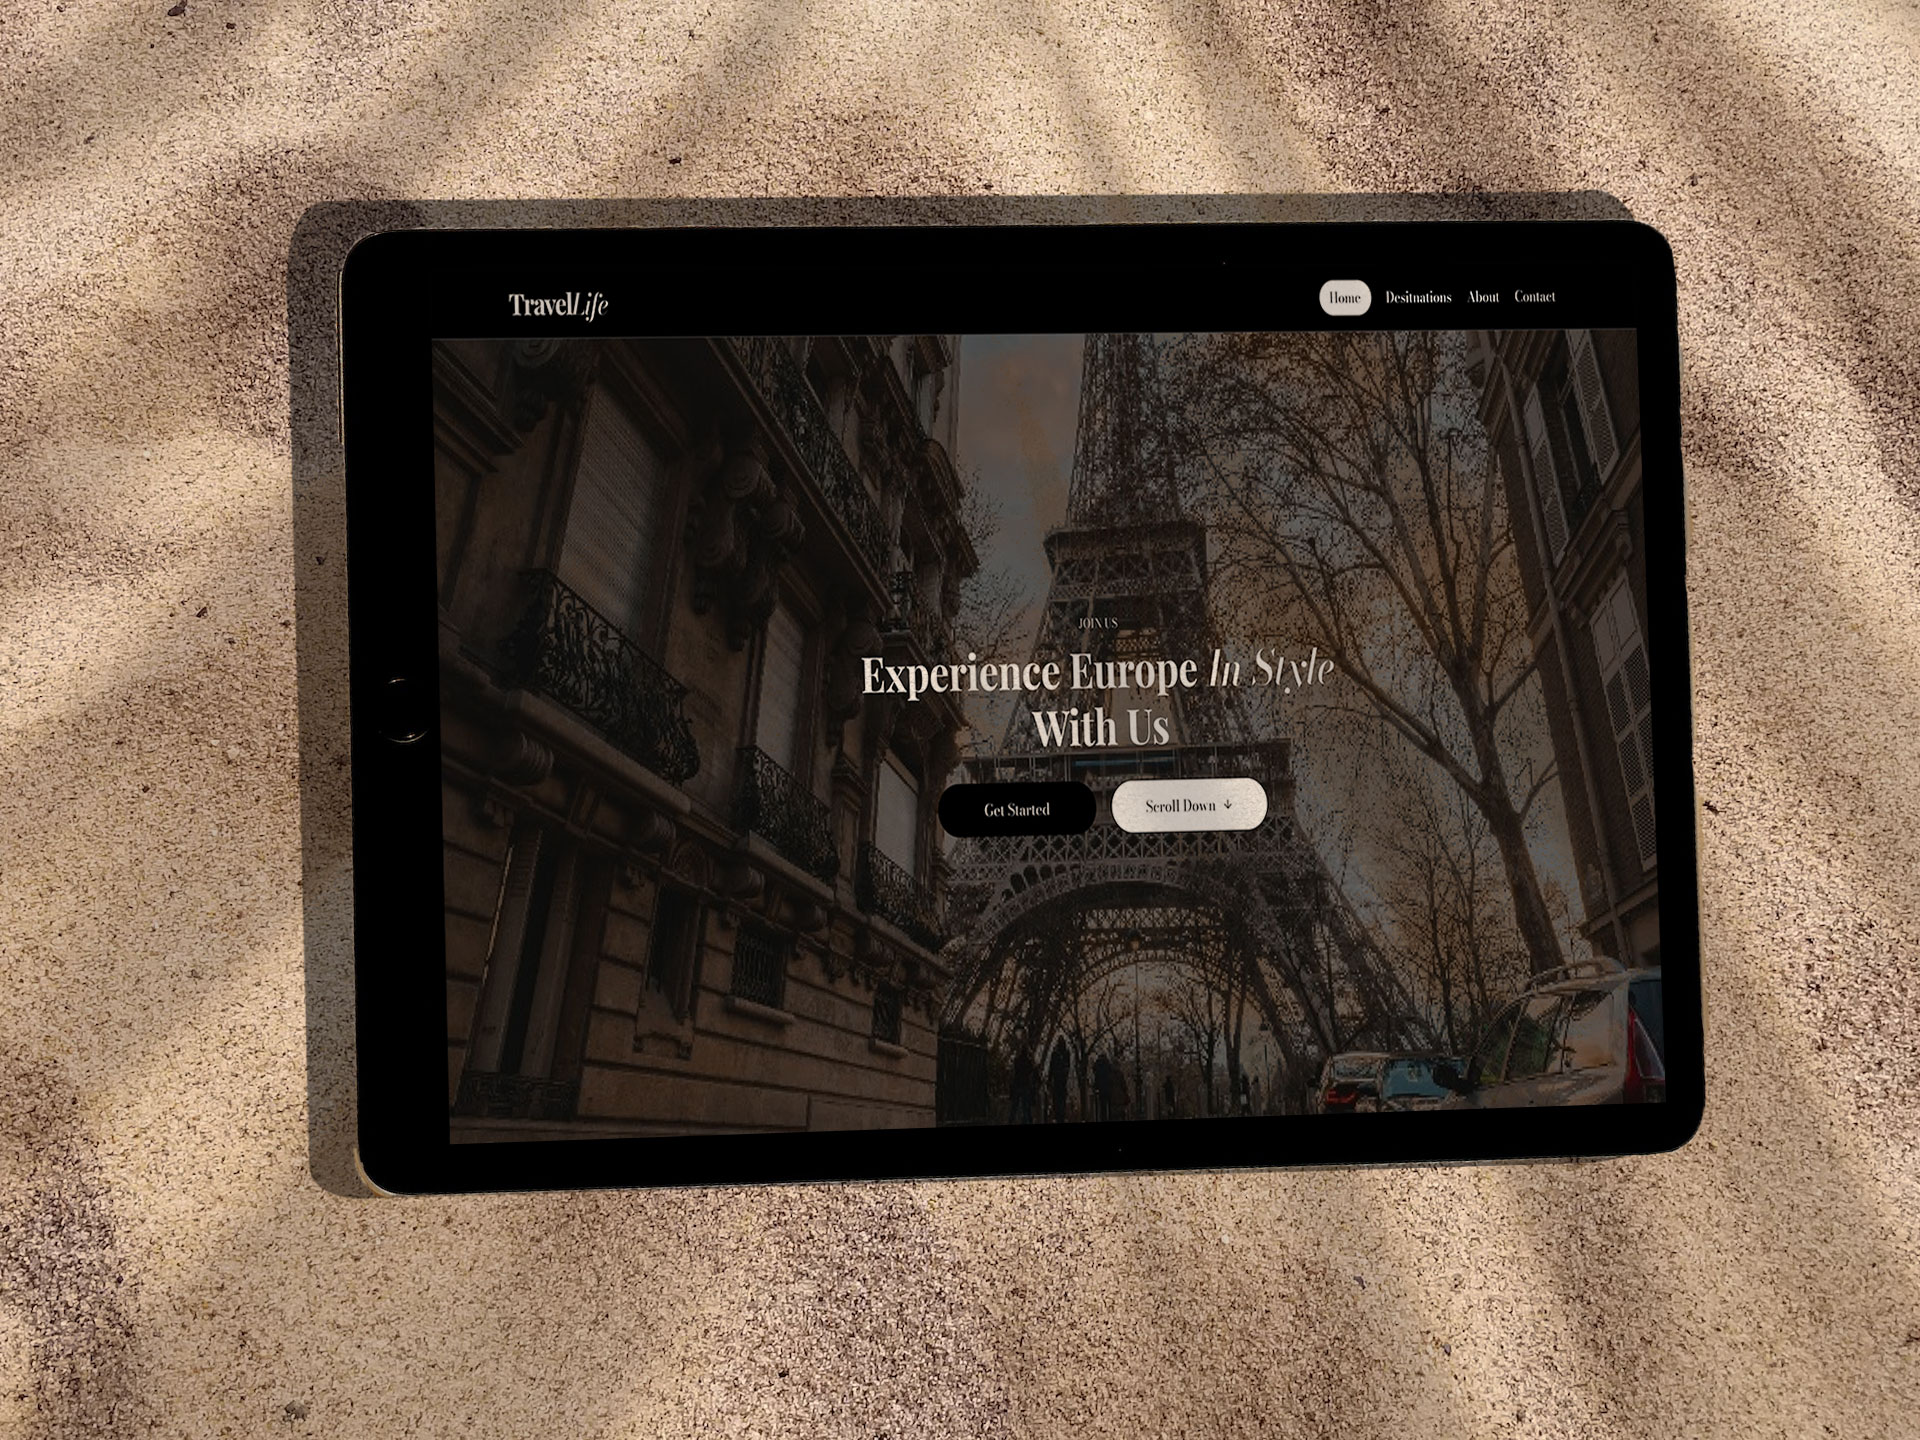 TravelLife
Home Desitnations About Contact
JOIN US
Experience Europe In Style
With Us
Get Started Scroll Down ↓